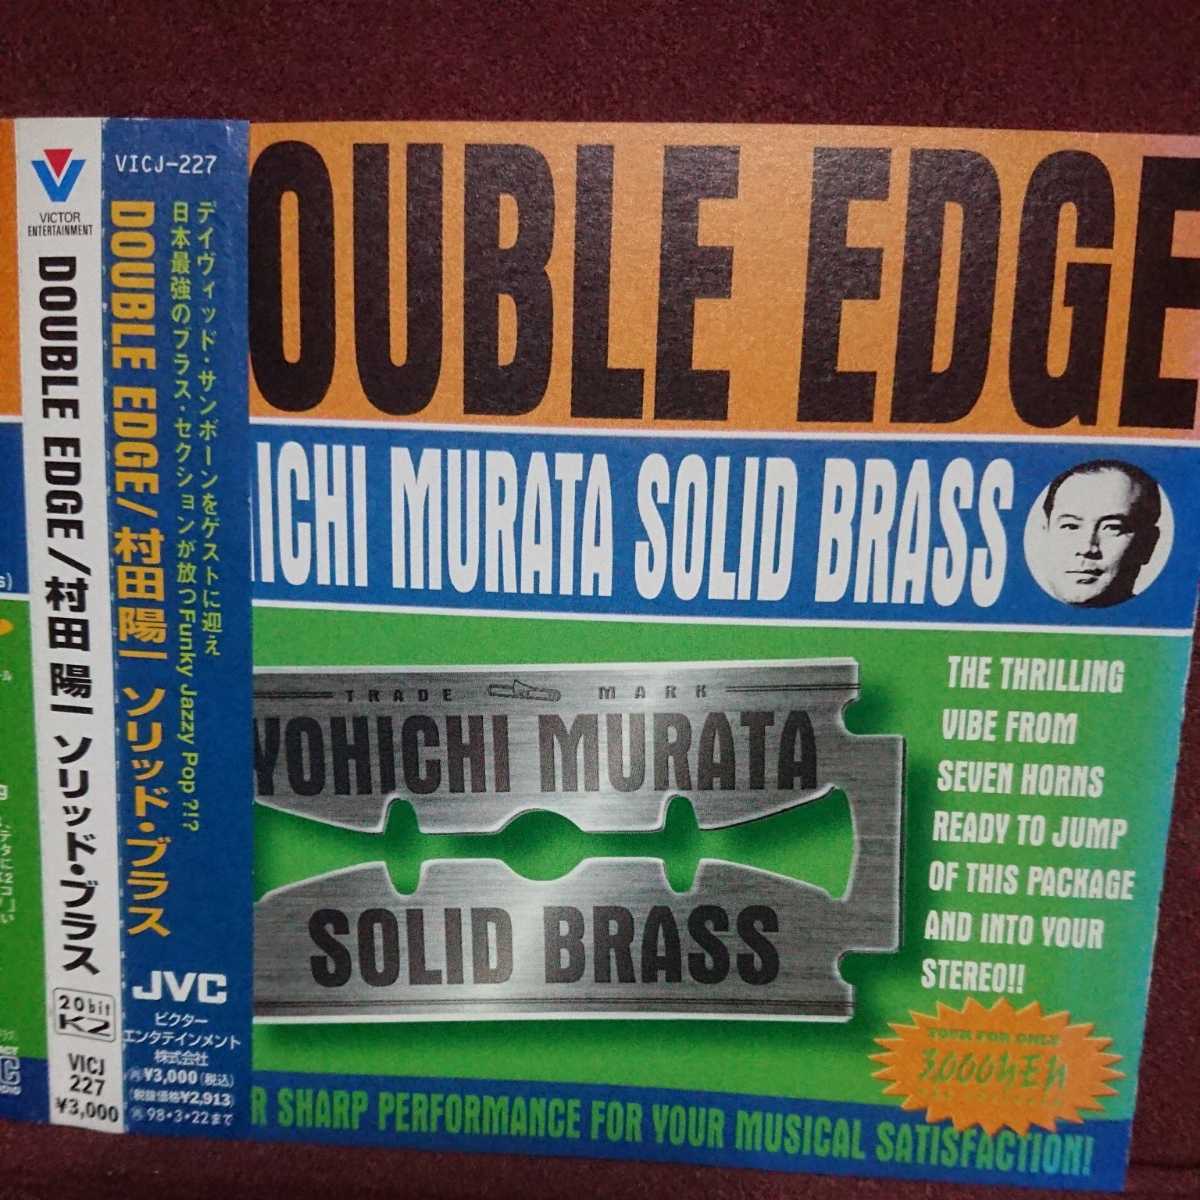 VICTOR
ENTERTAINMENT
DOUBLE EDGE/村田 陽一 ソリッド・ブラス
20bit
K2
VICJ
227
¥3,000
VICJ-227
デイヴィッド・サンボーンをゲストに迎え
日本最強のブラス・セクションが放つFunky Jazzy Pop?!?
DOUBLE EDGE/村田陽一 ソリッド・ブラス
JVC
ビクター
エンタテインメント
株式会社
¥3,000(税込)
(税抜価格¥2,913)
98・3・22まで
OUBLE EDGE
ICHI MURATA SOLID BRASS
TRADE MARK
YOHICHI MURATA
SOLID BRASS
THE THRILLING
VIBE FROM
SEVEN HORNS
READY TO JUMP
OF THIS PACKAGE
AND INTO YOUR
STEREO!!
YOUR FOR ONLY
3,000YEN
R SHARP PERFORMANCE FOR YOUR MUSICAL SATISFACTION!